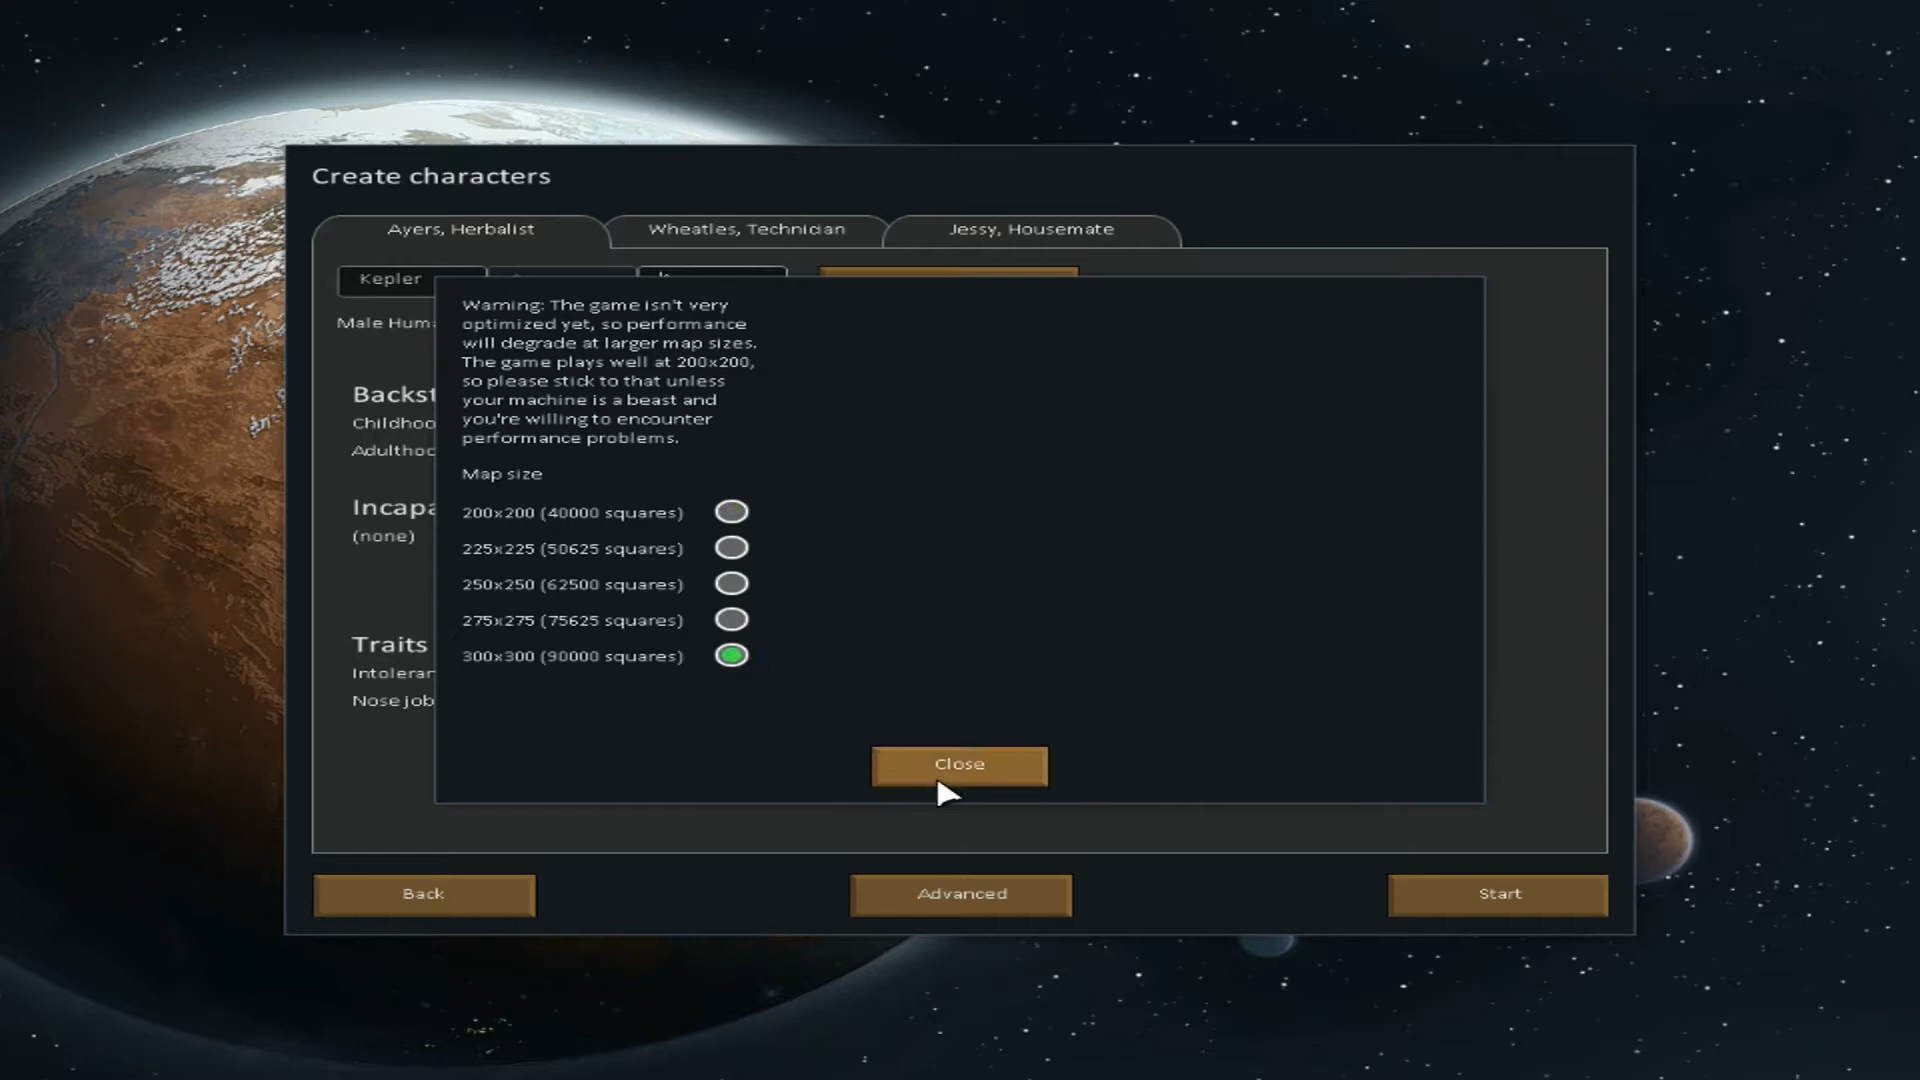 Create characters
Ayers, Herbalist
Wheatles, Technician
Jessy, Housemate
Kepler
Male Huma
Backst
Childhoo
Adulthoo
Incapa
(none)
Traits
Intoleran
Nose job
Warning: The game isn't very
optimized yet, so performance
will degrade at larger map sizes.
The game plays well at 200x200,
so please stick to that unless
your machine is a beast and
you're willing to encounter
performance problems.
Map size
200x200 (40000 squares)
225x225 (50625 squares)
250x250 (62500 squares)
275x275 (75625 squares)
300x300 (90000 squares)
Close
Back
Advanced
Start